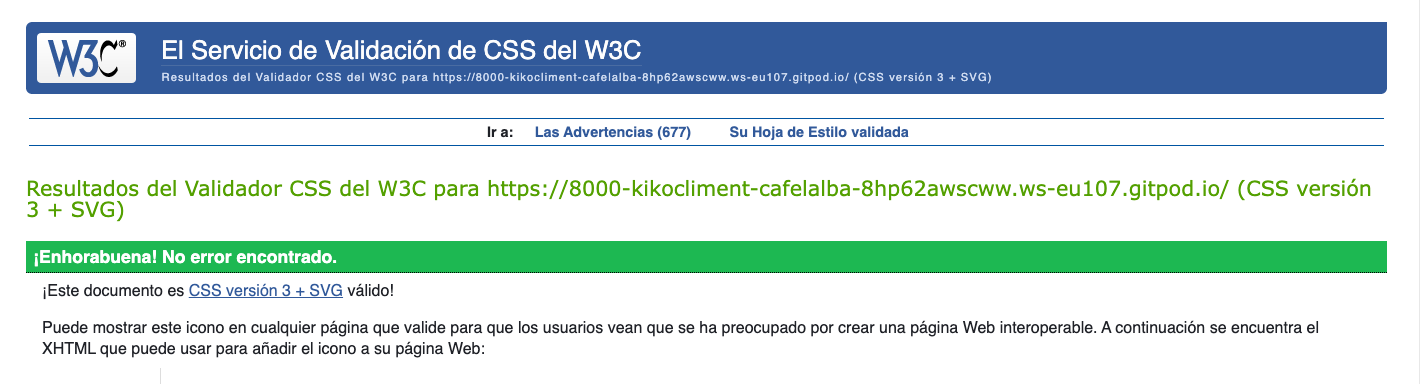 W3C®
El Servicio de Validación de CSS del W3C
Resultados del Validador CSS del W3C para https://8000-kikocliment-cafelalba-8hp62awscww.ws-eu107.gitpod.io/ (CSS versión 3 + SVG)
Ir a: Las Advertencias (677) Su Hoja de Estilo validada
Resultados del Validador CSS del W3C para https://8000-kikocliment-cafelalba-8hp62awscww.ws-eu107.gitpod.io/ (CSS versión
3 + SVG)
¡Enhorabuena! No error encontrado.
¡Este documento es CSS versión 3 + SVG válido!
Puede mostrar este icono en cualquier página que valide para que los usuarios vean que se ha preocupado por crear una página Web interoperable. A continuación se encuentra el
XHTML que puede usar para añadir el icono a su página Web: